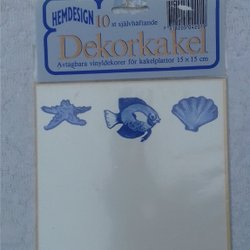 HEMDESIGN
10 st självhäftande
Dekorkakel
Avtagbara vinyldekorer för kakelplattor 15 x 15 cm.